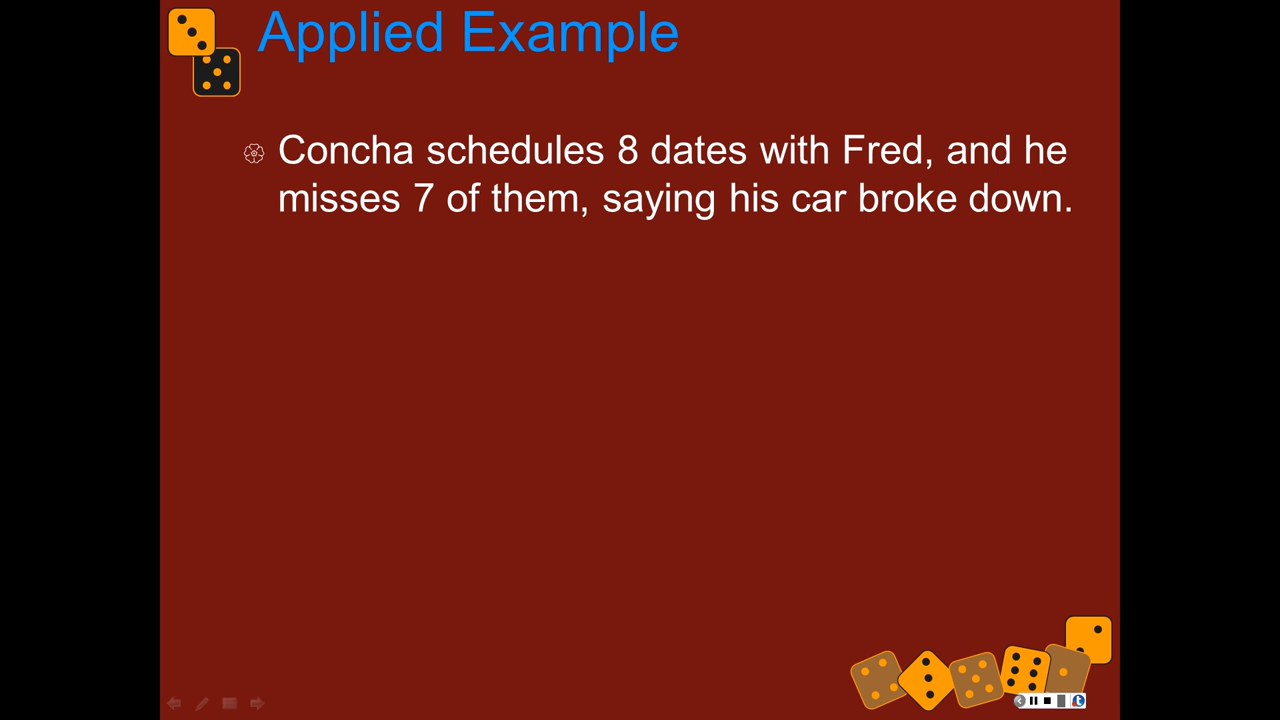 Applied Example
Concha schedules 8 dates with Fred, and he
misses 7 of them, saying his car broke down.